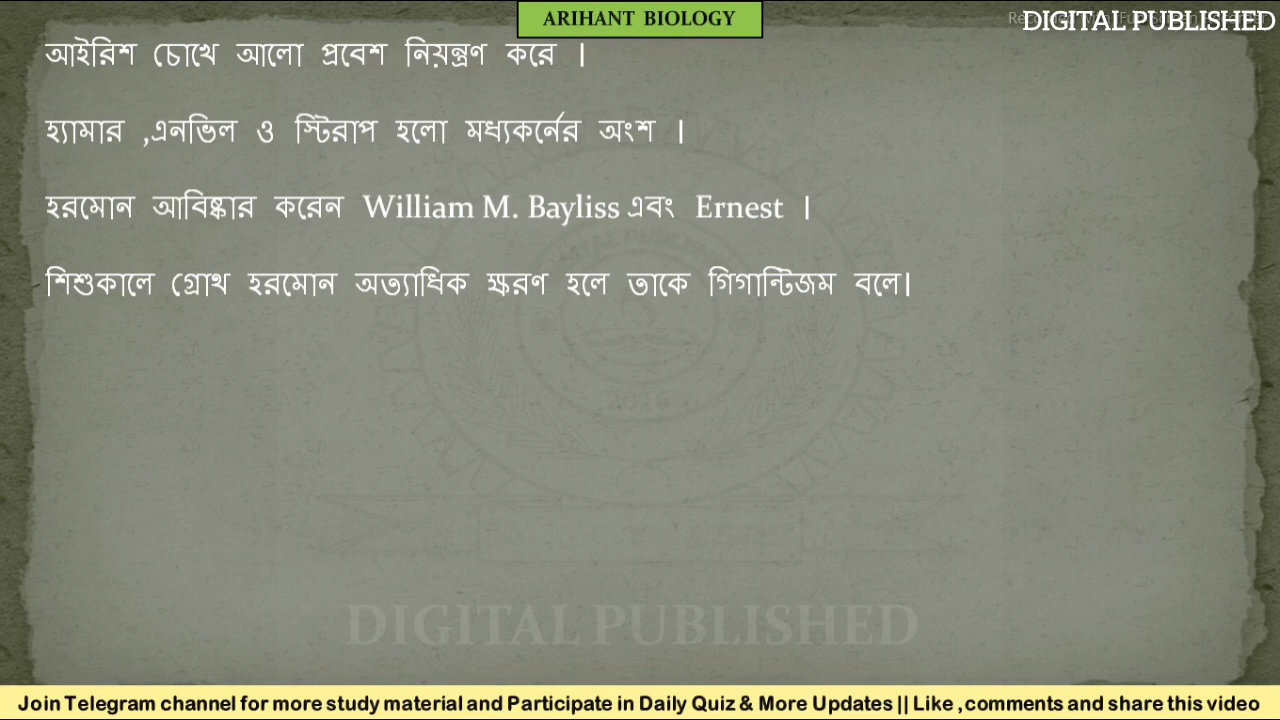 ARIHANT BIOLOGY
DIGITAL PUBLISHED
আইরিশ চোখে আলো প্রবেশ নিয়ন্ত্রণ করে ।
হ্যামার ,এনভিল ও স্টিরাপ হলো মধ্যকর্নের অংশ ।
হরমোন আবিষ্কার করেন William M. Bayliss এবং Ernest ।
শিশুকালে গ্রোথ হরমোন অত্যাধিক ক্ষরণ হলে তাকে গিগান্টিজম বলে।
2016
DIGITAL PUBLISHED
Join Telegram channel for more study material and Participate in Daily Quiz & More Updates || Like ,comments and share this video